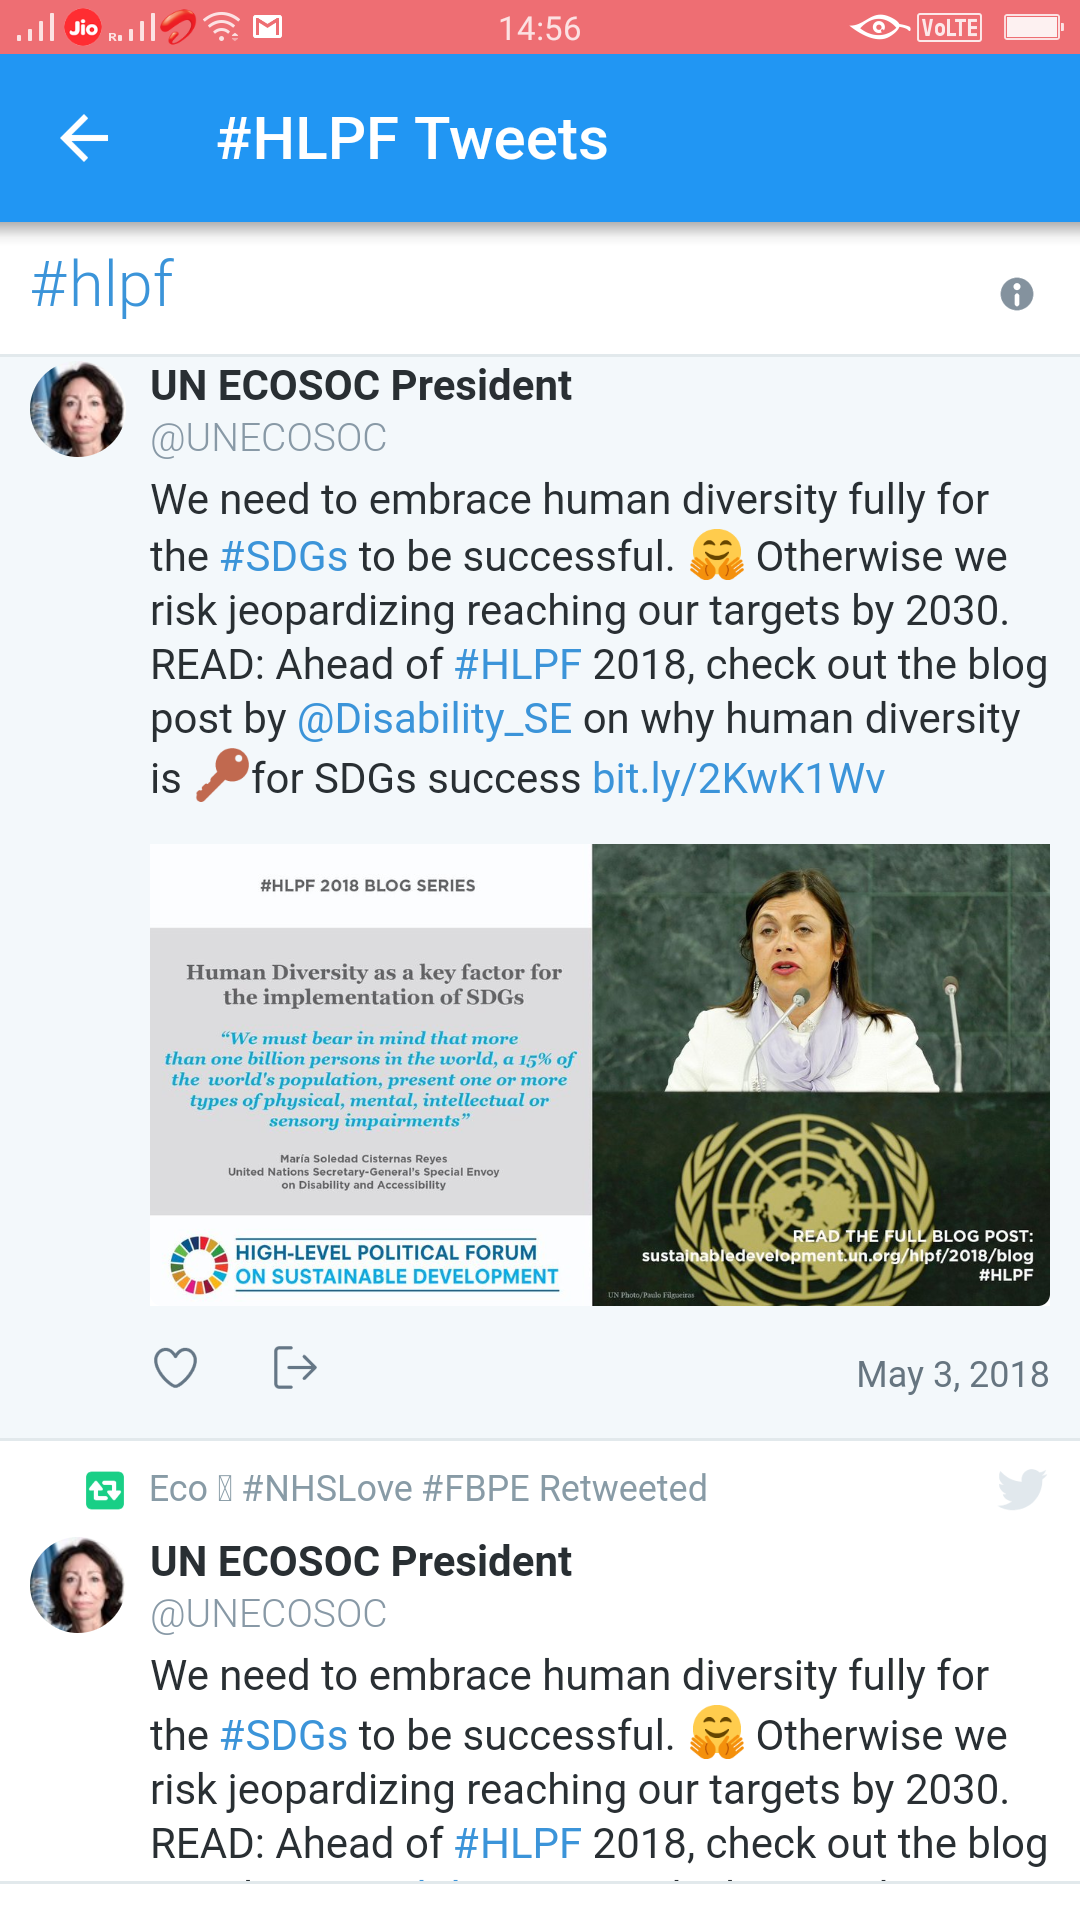 Jio R 14:56 VoLTE
#HLPF Tweets
#hlpf
UN ECOSOC President
@UNECOSOC
We need to embrace human diversity fully for
the #SDGs to be successful. 🤗 Otherwise we
risk jeopardizing reaching our targets by 2030.
READ: Ahead of #HLPF 2018, check out the blog
post by @Disability_SE on why human diversity
is 🔑for SDGs success bit.ly/2KwK1Wv
#HLPF 2018 BLOG SERIES
Human Diversity as a key factor for
the implementation of SDGs
“We must bear in mind that more
than one billion persons in the world, a 15% of
the world's population, present one or more
types of physical, mental, intellectual or
sensory impairments”
María Soledad Cisternas Reyes
United Nations Secretary-General's Special Envoy
on Disability and Accessibility
HIGH-LEVEL POLITICAL FORUM
ON SUSTAINABLE DEVELOPMENT
READ THE FULL BLOG POST:
sustainabledevelopment.un.org/hlpf/2018/blog
#HLPF
UN Photo/Paulo Filgueiras
May 3, 2018
Eco #NHSLove #FBPE Retweeted
UN ECOSOC President
@UNECOSOC
We need to embrace human diversity fully for
the #SDGs to be successful. 🤗 Otherwise we
risk jeopardizing reaching our targets by 2030.
READ: Ahead of #HLPF 2018, check out the blog